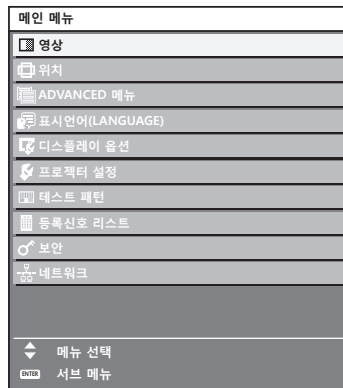 메인 메뉴
영상
위치
ADVANCED 메뉴
표시언어(LANGUAGE)
디스플레이 옵션
프로젝터 설정
테스트 패턴
등록신호 리스트
보안
네트워크
메뉴 선택
ENTER 서브 메뉴